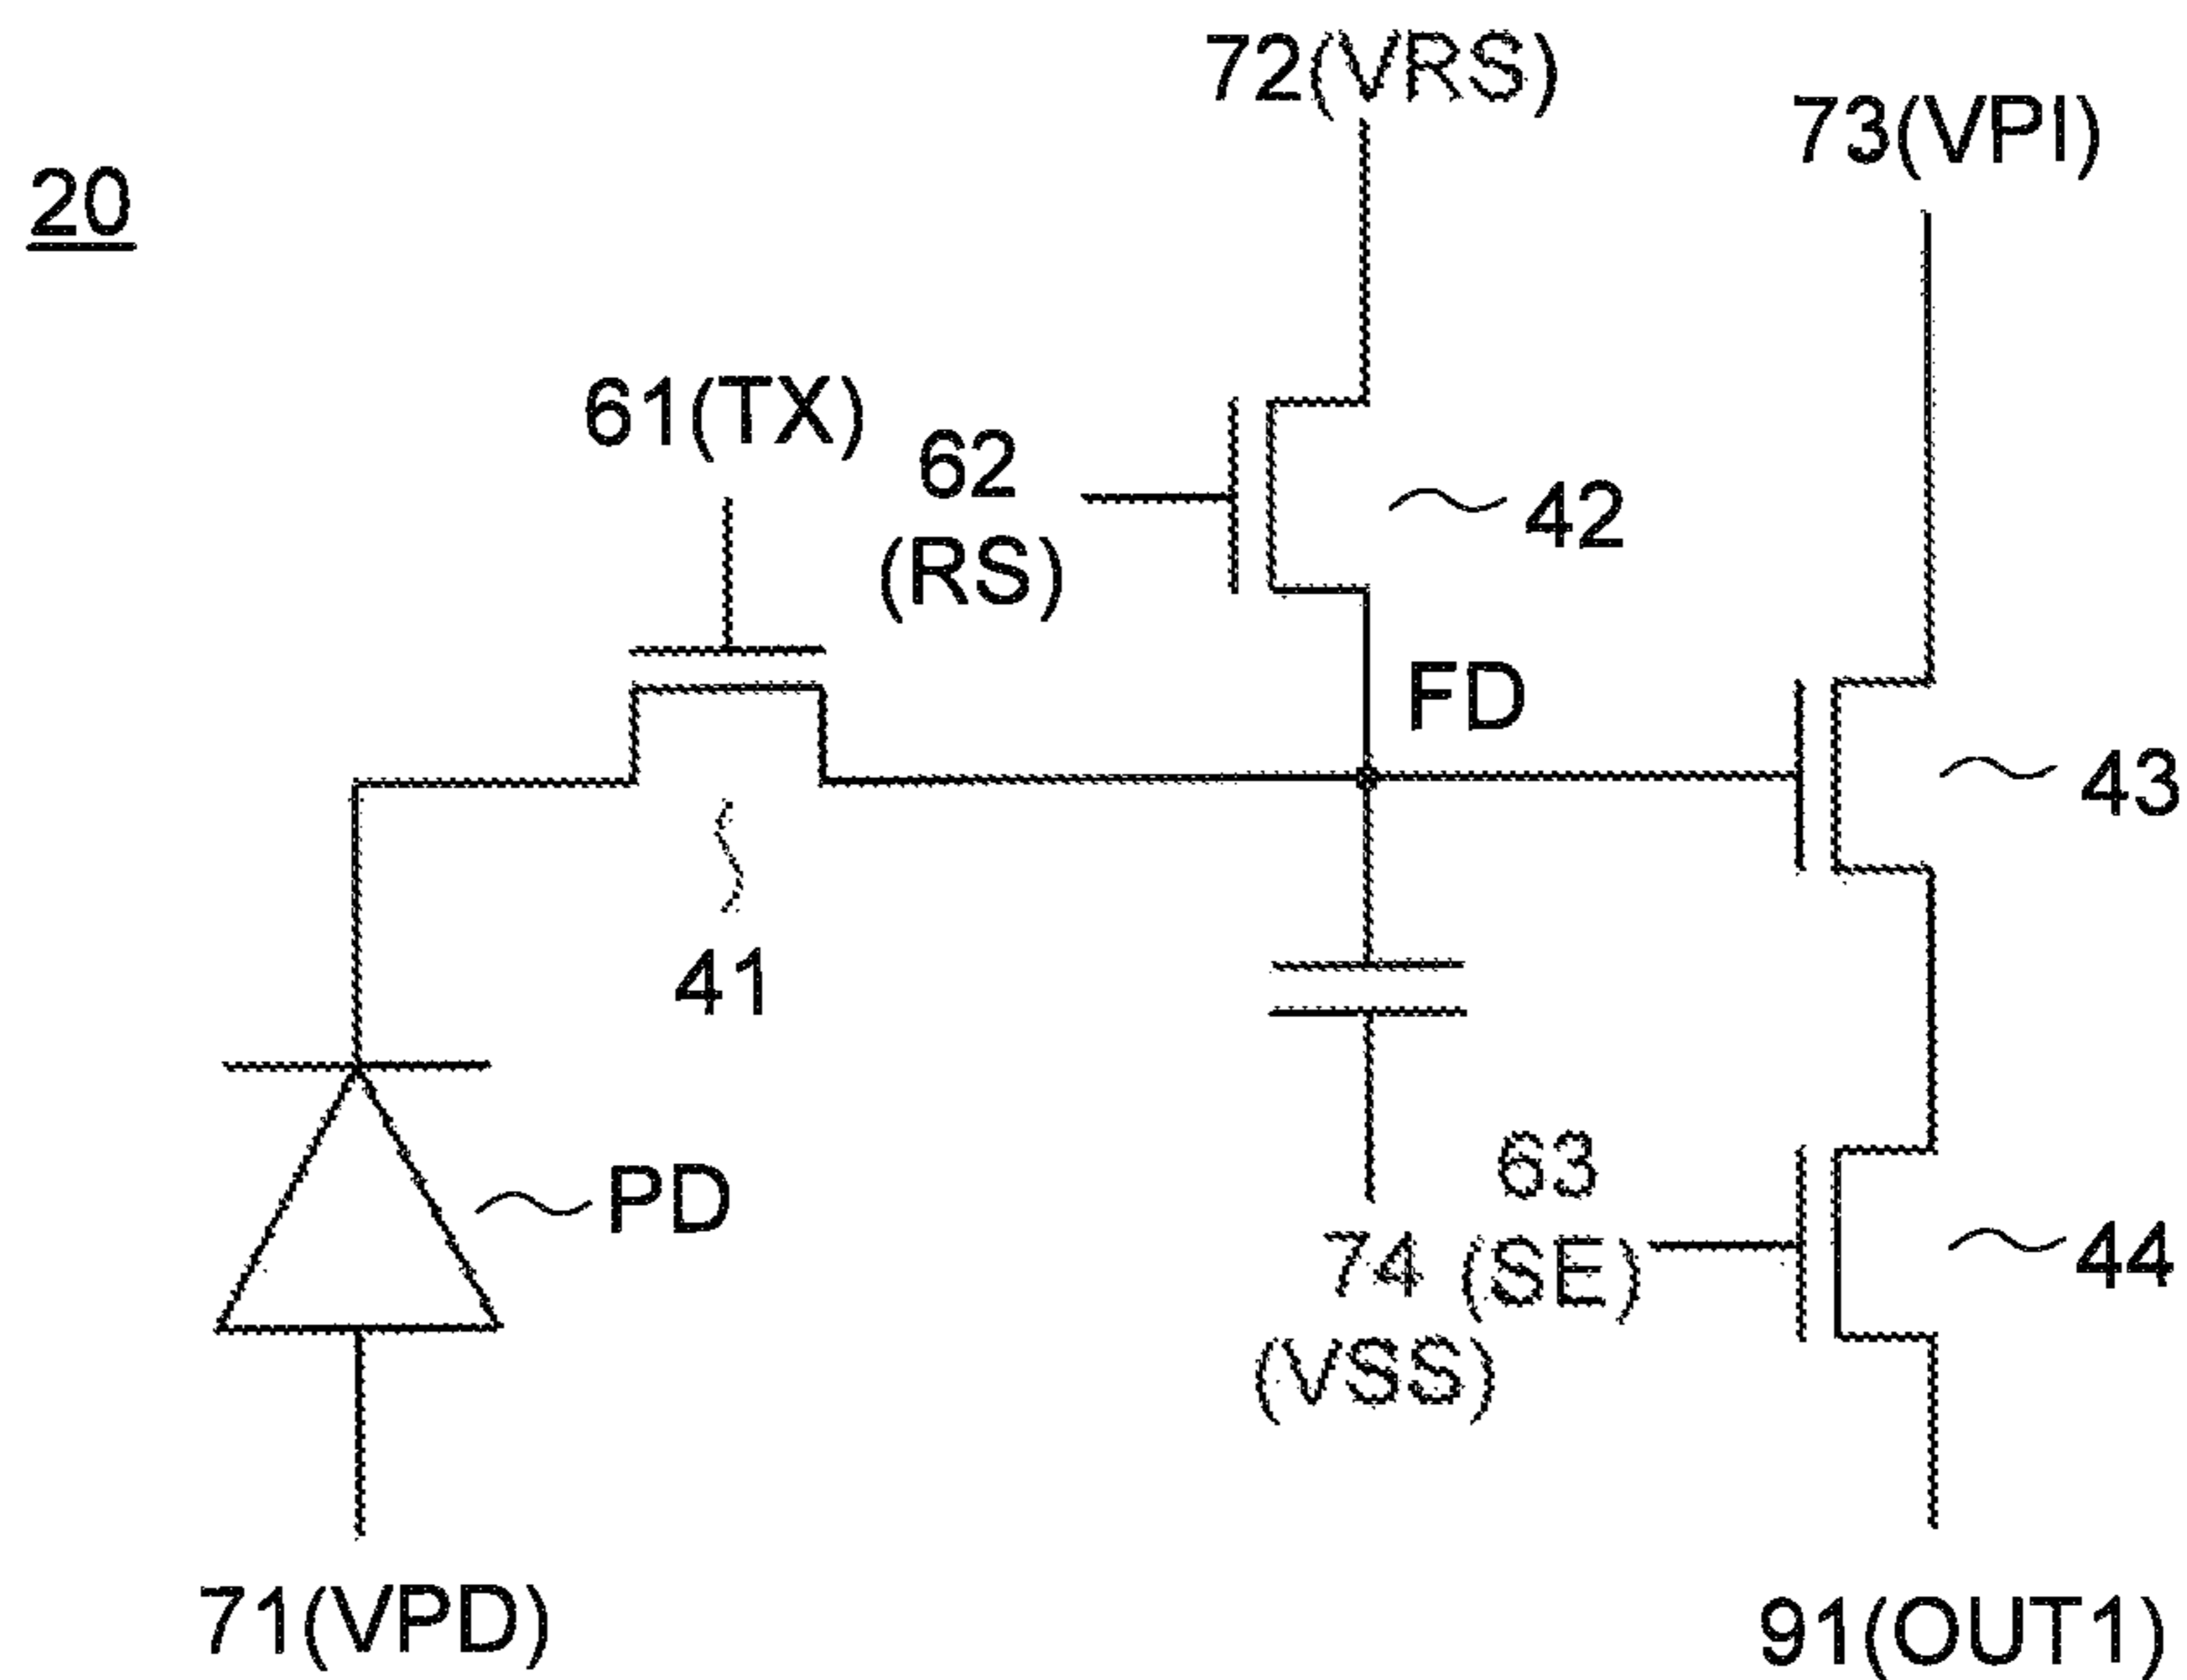 72(VRS)
73(VPI)
20
61(TX)
62
(RS)
42
FD
43
41
63
(SE)
PD
74
(VSS)
44
71(VPD)
91(OUT1)